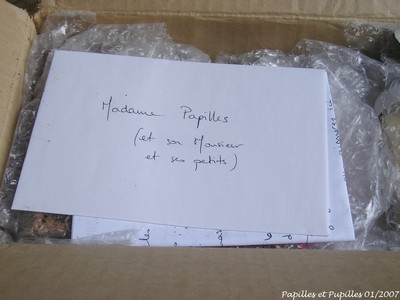 Madame Papilles
(et son Monsieur
et ses petits)
Papilles et Pupilles 01/2007